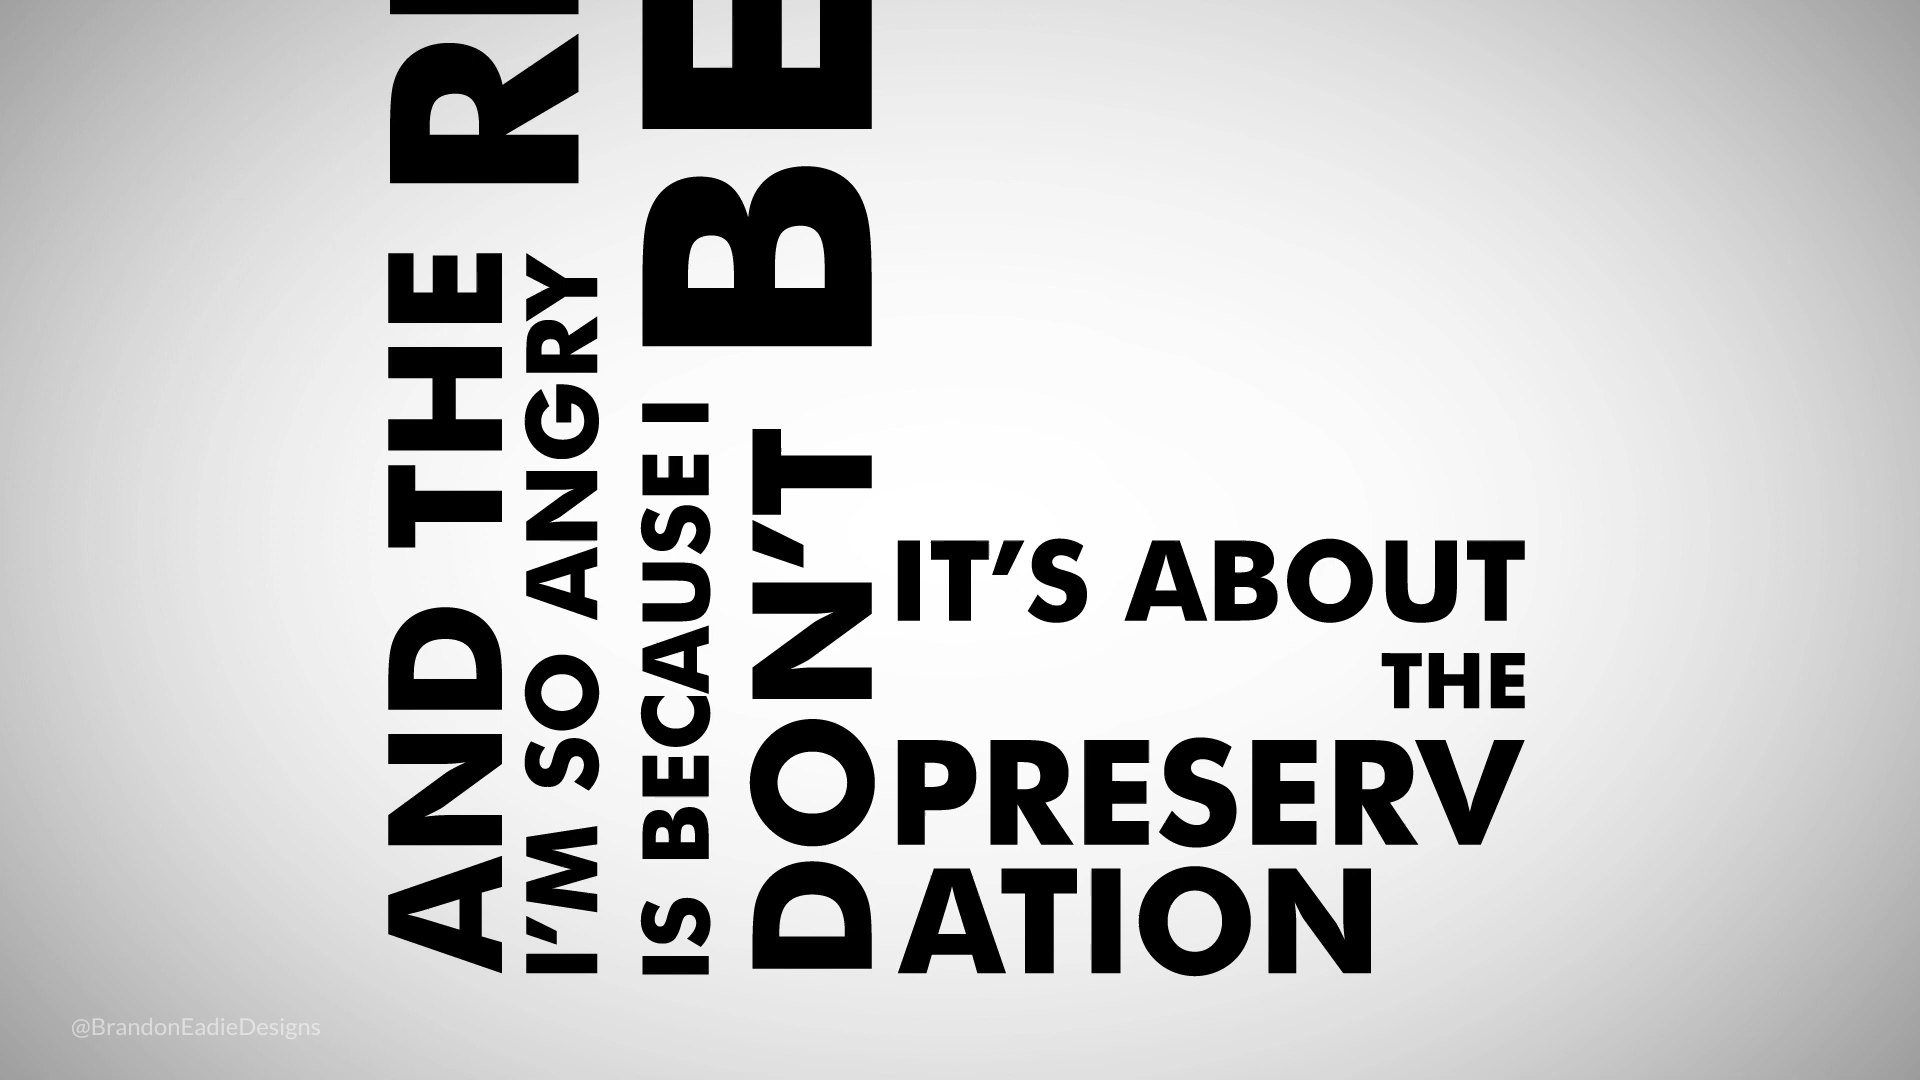 AND THE R
I'M SO ANGRY
IS BECAUSE I
DON'T BE
IT'S ABOUT
THE
PRESERV
ATION
@BrandonEadieDesigns